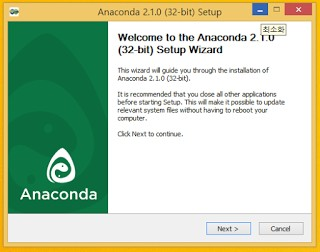 Anaconda 2.1.0 (32-bit) Setup
최소화
Welcome to the Anaconda 2.1.0
(32-bit) Setup Wizard
This wizard will guide you through the installation of
Anaconda 2.1.0 (32-bit).
It is recommended that you close all other applications
before starting Setup. This will make it possible to update
relevant system files without having to reboot your
computer.
Click Next to continue.
Anaconda
Next >
Cancel